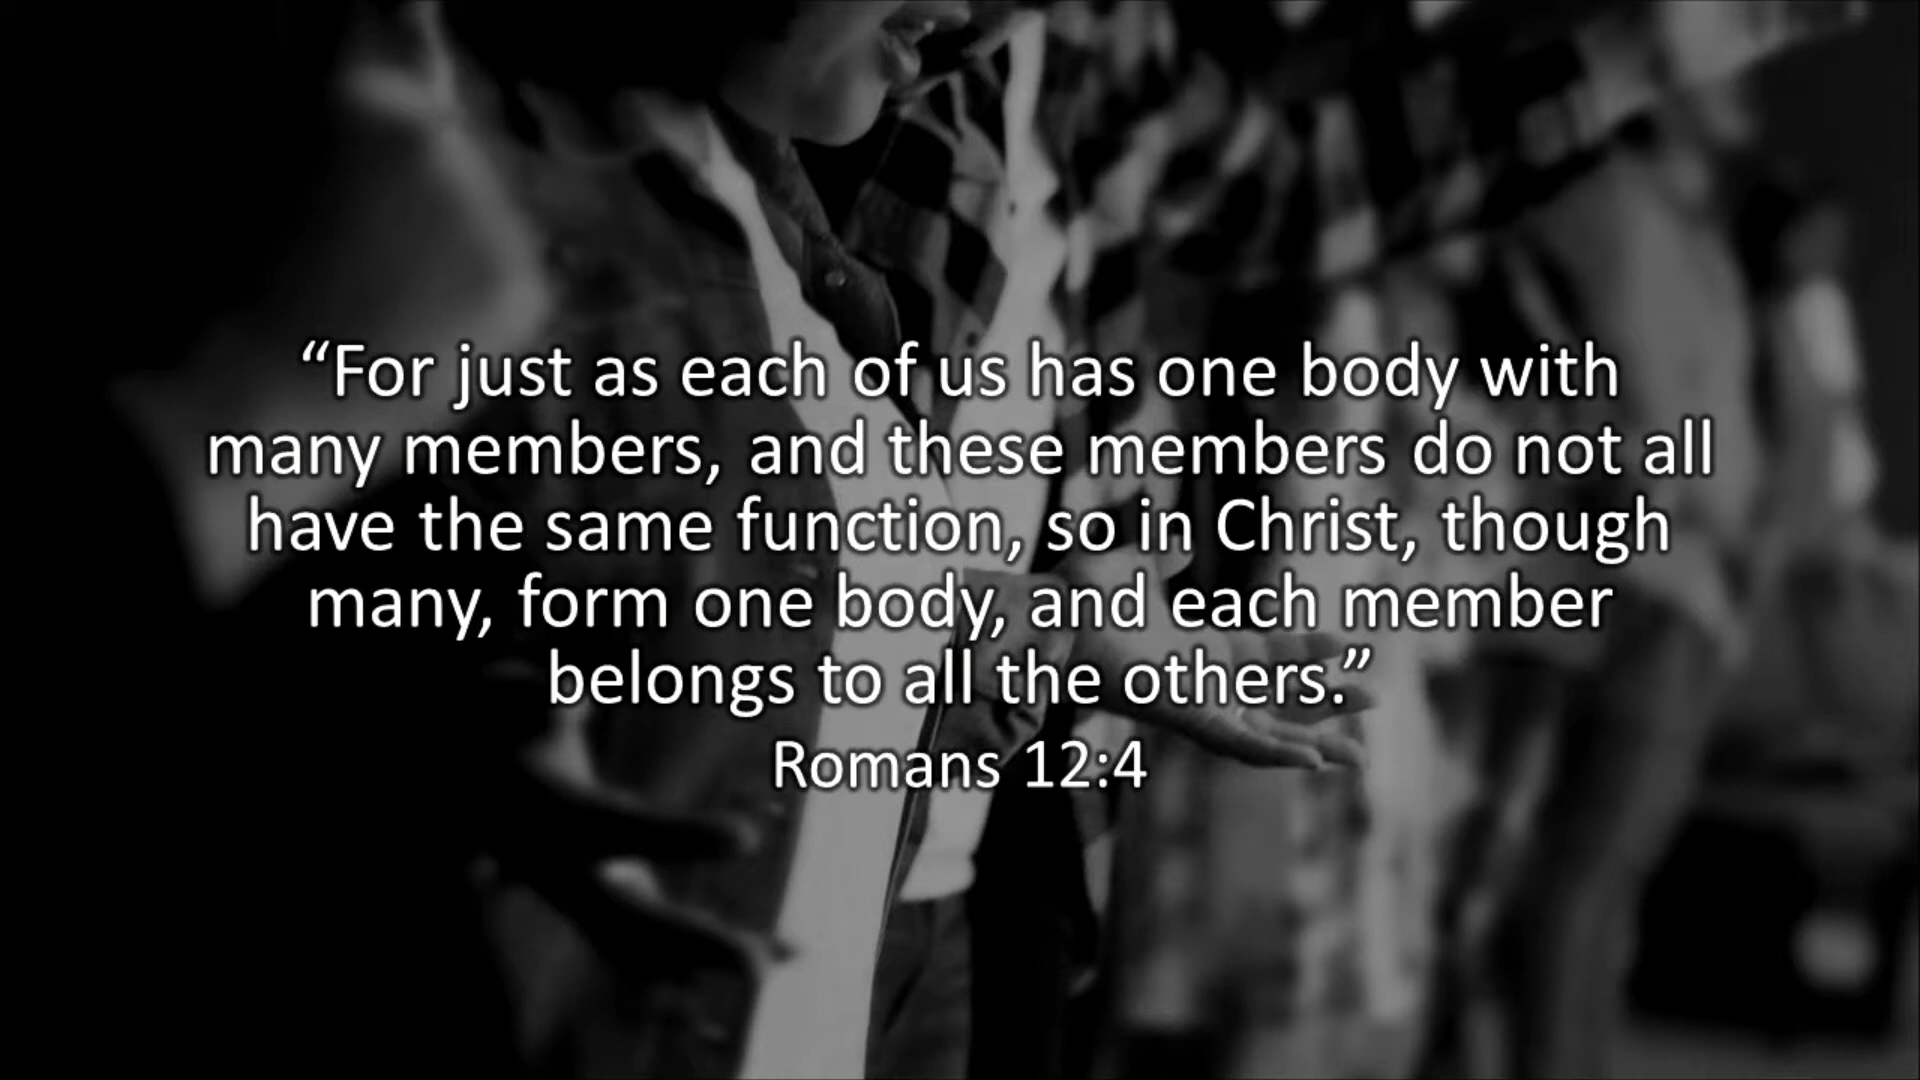 “For just as each of us has one body with
many members, and these members do not all
have the same function, so in Christ, though
many, form one body, and each member
belongs to all the others.”
Romans 12:4